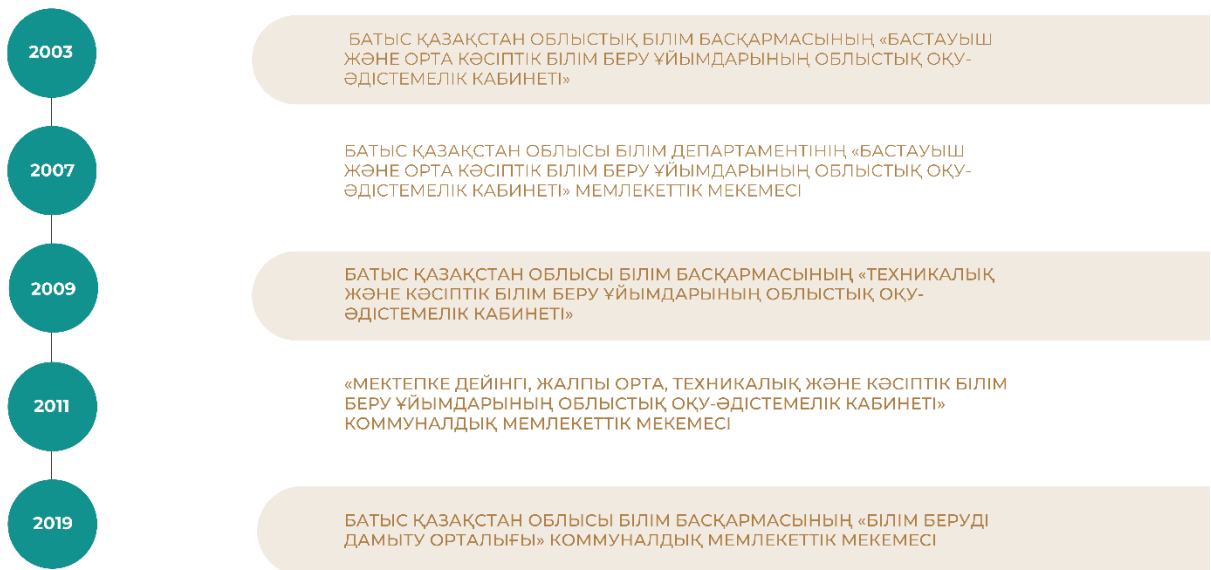 2003
БАТЫС ҚАЗАҚСТАН ОБЛЫСТЫҚ БІЛІМ БАСҚАРМАСЫНЫҢ «БАСТАУЫШ
ЖӘНЕ ОРТА КӘСІПТІК БІЛІМ БЕРУ ҰЙЫМДАРЫНЫҢ ОБЛЫСТЫҚ ОҚУ-
ӘДІСТЕМЕЛІК КАБИНЕТІ»
2007
БАТЫС ҚАЗАҚСТАН ОБЛЫСЫ БІЛІМ ДЕПАРТАМЕНТІНІҢ «БАСТАУЫШ
ЖӘНЕ ОРТА КӘСІПТІК БІЛІМ БЕРУ ҰЙЫМДАРЫНЫҢ ОБЛЫСТЫҚ ОҚУ-
ӘДІСТЕМЕЛІК КАБИНЕТІ» МЕМЛЕКЕТТІК МЕКЕМЕСІ
2009
БАТЫС ҚАЗАҚСТАН ОБЛЫСЫ БІЛІМ БАСҚАРМАСЫНЫҢ «ТЕХНИКАЛЫҚ
ЖӘНЕ КӘСІПТІК БІЛІМ БЕРУ ҰЙЫМДАРЫНЫҢ ОБЛЫСТЫҚ ОҚУ-
ӘДІСТЕМЕЛІК КАБИНЕТІ»
2011
«МЕКТЕПКЕ ДЕЙІНГІ, ЖАЛПЫ ОРТА, ТЕХНИКАЛЫҚ ЖӘНЕ КӘСІПТІК БІЛІМ
БЕРУ ҰЙЫМДАРЫНЫҢ ОБЛЫСТЫҚ ОҚУ-ӘДІСТЕМЕЛІК КАБИНЕТІ»
КОММУНАЛДЫҚ МЕМЛЕКЕТТІК МЕКЕМЕСІ
2019
БАТЫС ҚАЗАҚСТАН ОБЛЫСЫ БІЛІМ БАСҚАРМАСЫНЫҢ «БІЛІМ БЕРУДІ
ДАМЫТУ ОРТАЛЫҒЫ» КОММУНАЛДЫҚ МЕМЛЕКЕТТІК МЕКЕМЕСІ